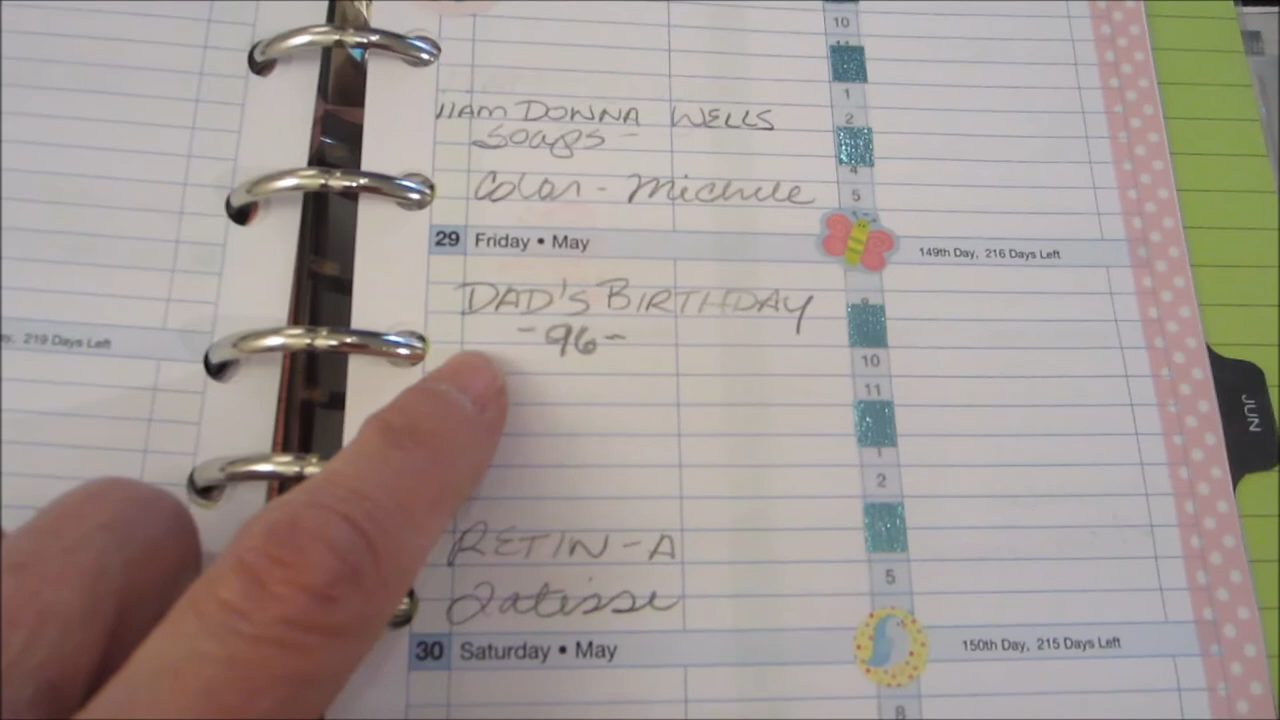 10
11
1
2
4
5
11AM DONNA WELLS
Soaps -
Color - Michele
29 Friday • May
149th Day, 216 Days Left
DAD'S BIRTHDAY
- 96 -
219 Days Left
10
11
1
2
5
JUN
RETIN-A
Latisse
30 Saturday • May
150th Day, 215 Days Left
8